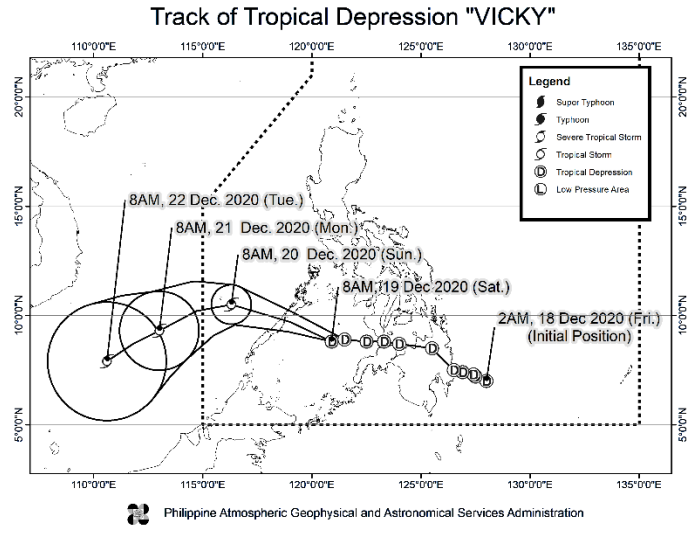 Track of Tropical Depression "VICKY"
110°0'0"E 115°0'0"E 120°0'0"E 125°0'0"E 130°0'0"E 135°0'0"E
20°0'0"N 20°0'0"N
15°0'0"N 15°0'0"N
10°0'0"N 10°0'0"N
5°0'0"N 5°0'0"N
Legend
Super Typhoon
Typhoon
Severe Tropical Storm
Tropical Storm
D Tropical Depression
L Low Pressure Area
8AM, 22 Dec. 2020 (Tue.)
8AM, 21 Dec. 2020 (Mon.)
8AM, 20 Dec. 2020 (Sun.)
8AM, 19 Dec 2020 (Sat.)
2AM, 18 Dec 2020 (Fri.)
(Initial Position)
D D D D D D D D D D
110°0'0"E 115°0'0"E 120°0'0"E 125°0'0"E 130°0'0"E 135°0'0"E
Philippine Atmospheric Geophysical and Astronomical Services Administration